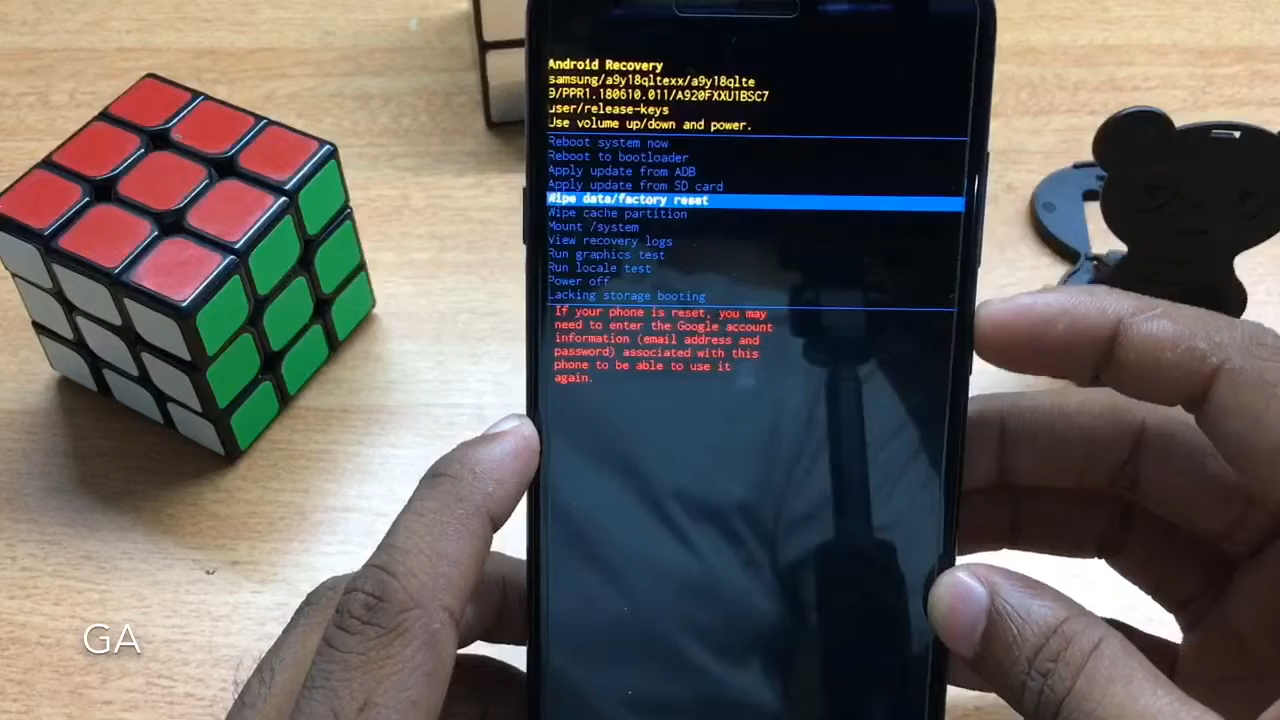 Android Recovery
samsung/a9y18qltexx/a9y18qlte
9/PPR1.180610.011/A920FXXU1BSC7
user/release-keys
Use volume up/down and power.
Reboot system now
Reboot to bootloader
Apply update from ADB
Apply update from SD card
Wipe data/factory reset
Wipe cache partition
Mount /system
View recovery logs
Run graphics test
Run locale test
Power off
Lacking storage booting
If your phone is reset, you may
need to enter the Google account
information (email address and
password) associated with this
phone to be able to use it
again.
GA